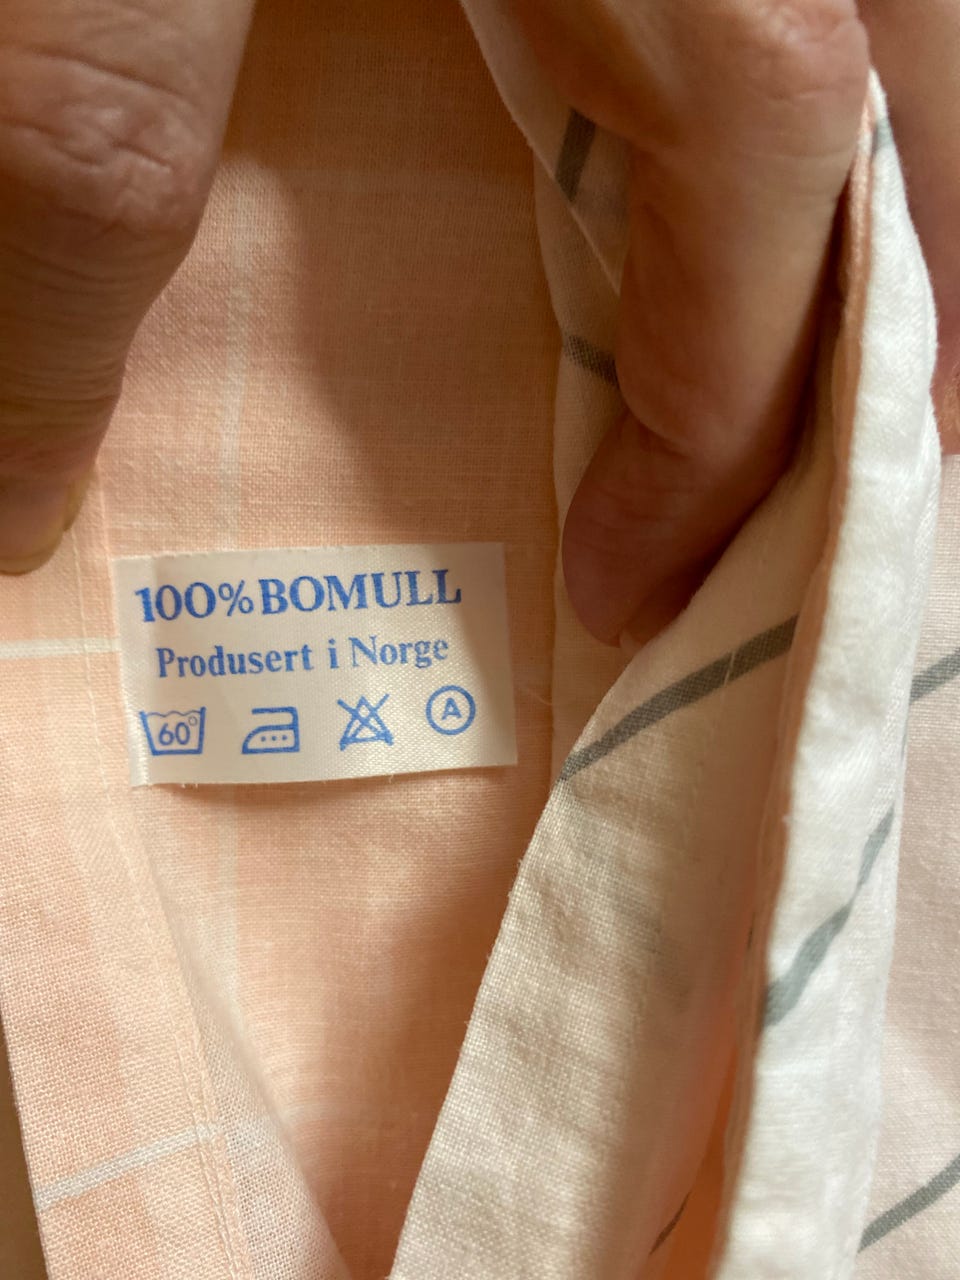 100% BOMULL
Produsert i Norge
60° A